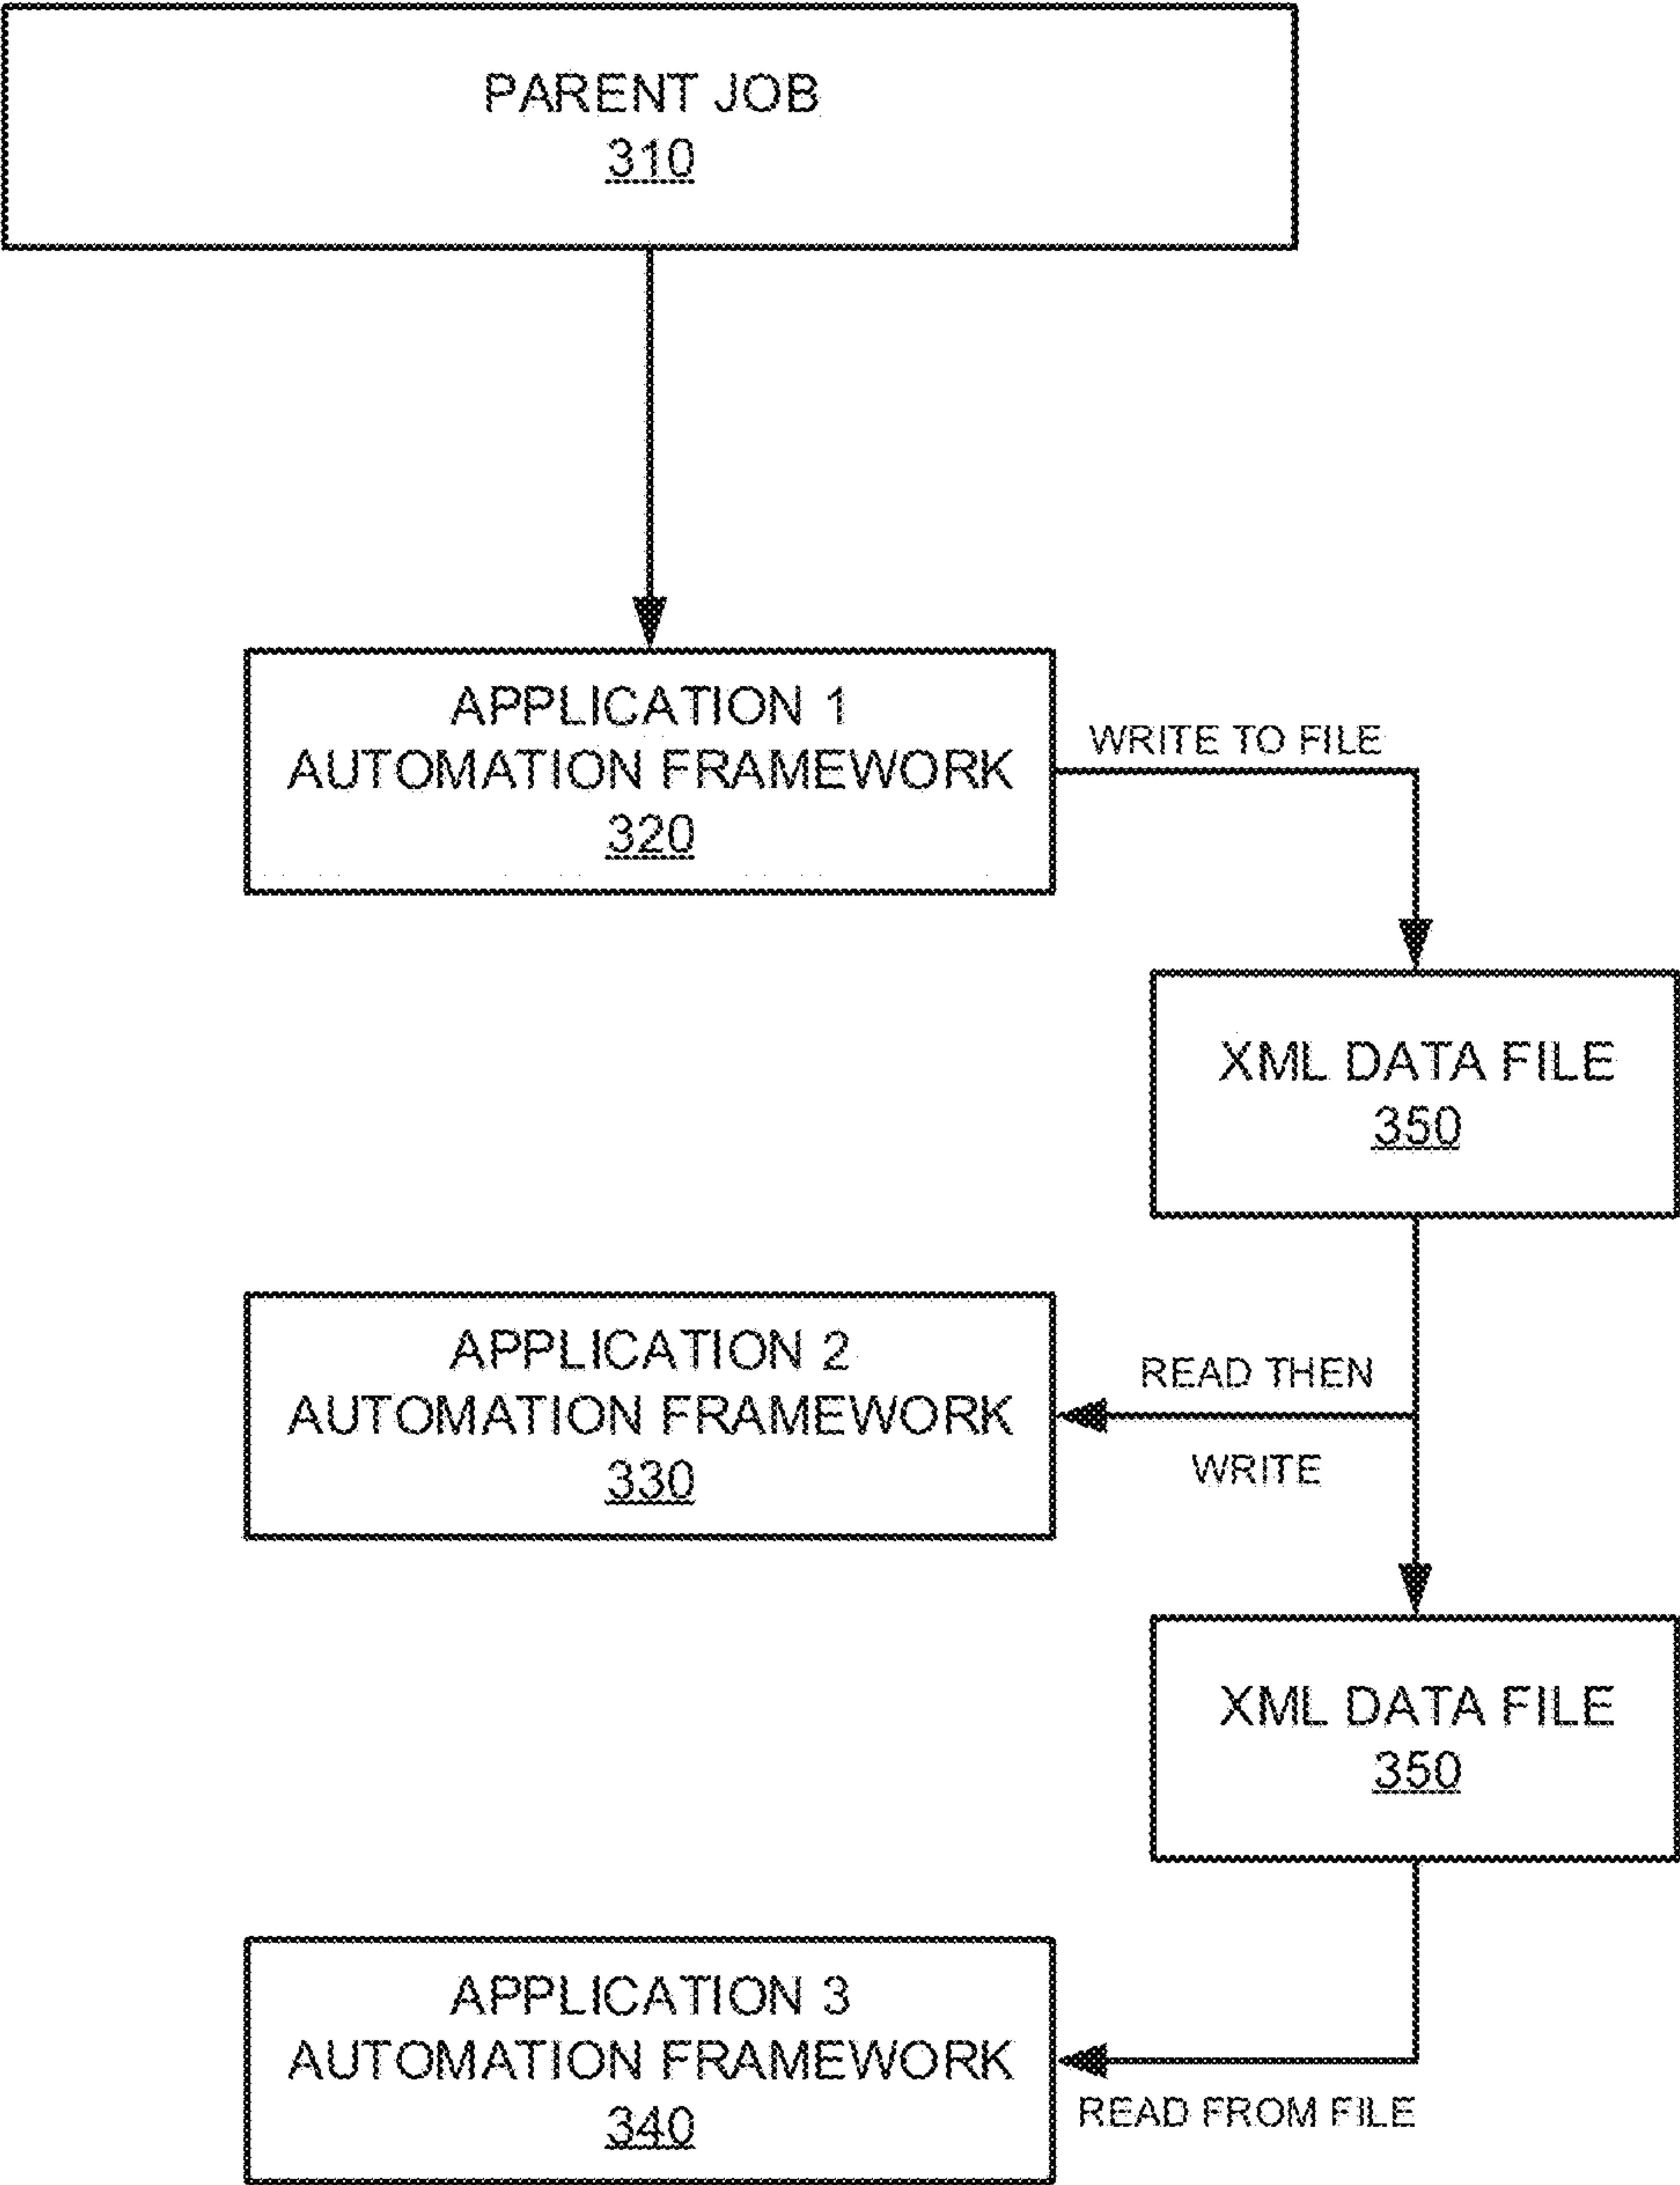 PARENT JOB
310
APPLICATION 1
AUTOMATION FRAMEWORK
320
WRITE TO FILE
XML DATA FILE
350
APPLICATION 2
AUTOMATION FRAMEWORK
330
READ THEN
WRITE
XML DATA FILE
350
APPLICATION 3
AUTOMATION FRAMEWORK
340
READ FROM FILE